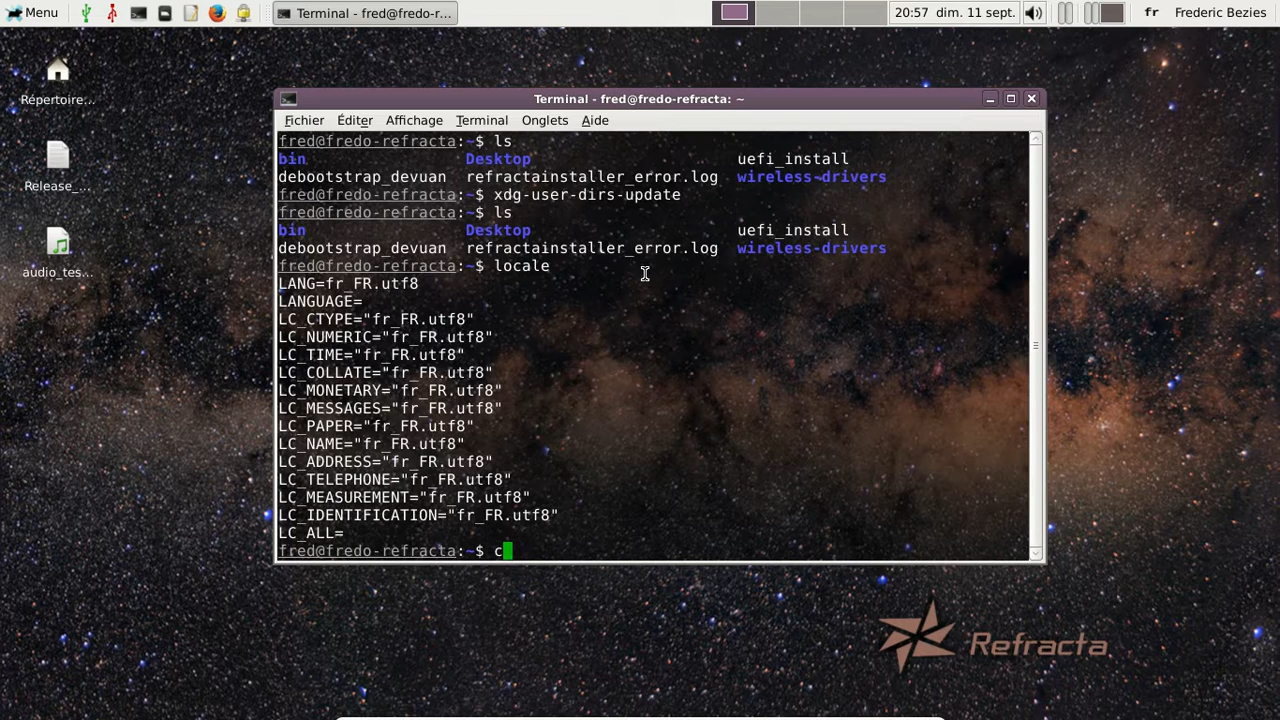 Menu
Terminal - fred@fredo-r...
20:57 dim. 11 sept.
fr
Frederic Bezies
Répertoire...
Release_...
audio_tes...
Terminal - fred@fredo-refracta: ~
Fichier Éditer Affichage Terminal Onglets Aide
fred@fredo-refracta:~$ ls
bin Desktop uefi_install
debootstrap_devuan refractainstaller_error.log wireless-drivers
fred@fredo-refracta:~$ xdg-user-dirs-update
fred@fredo-refracta:~$ ls
bin Desktop uefi_install
debootstrap_devuan refractainstaller_error.log wireless-drivers
fred@fredo-refracta:~$ locale
LANG=fr_FR.utf8
LANGUAGE=
LC_CTYPE="fr_FR.utf8"
LC_NUMERIC="fr_FR.utf8"
LC_TIME="fr_FR.utf8"
LC_COLLATE="fr_FR.utf8"
LC_MONETARY="fr_FR.utf8"
LC_MESSAGES="fr_FR.utf8"
LC_PAPER="fr_FR.utf8"
LC_NAME="fr_FR.utf8"
LC_ADDRESS="fr_FR.utf8"
LC_TELEPHONE="fr_FR.utf8"
LC_MEASUREMENT="fr_FR.utf8"
LC_IDENTIFICATION="fr_FR.utf8"
LC_ALL=
fred@fredo-refracta:~$ c
Refracta